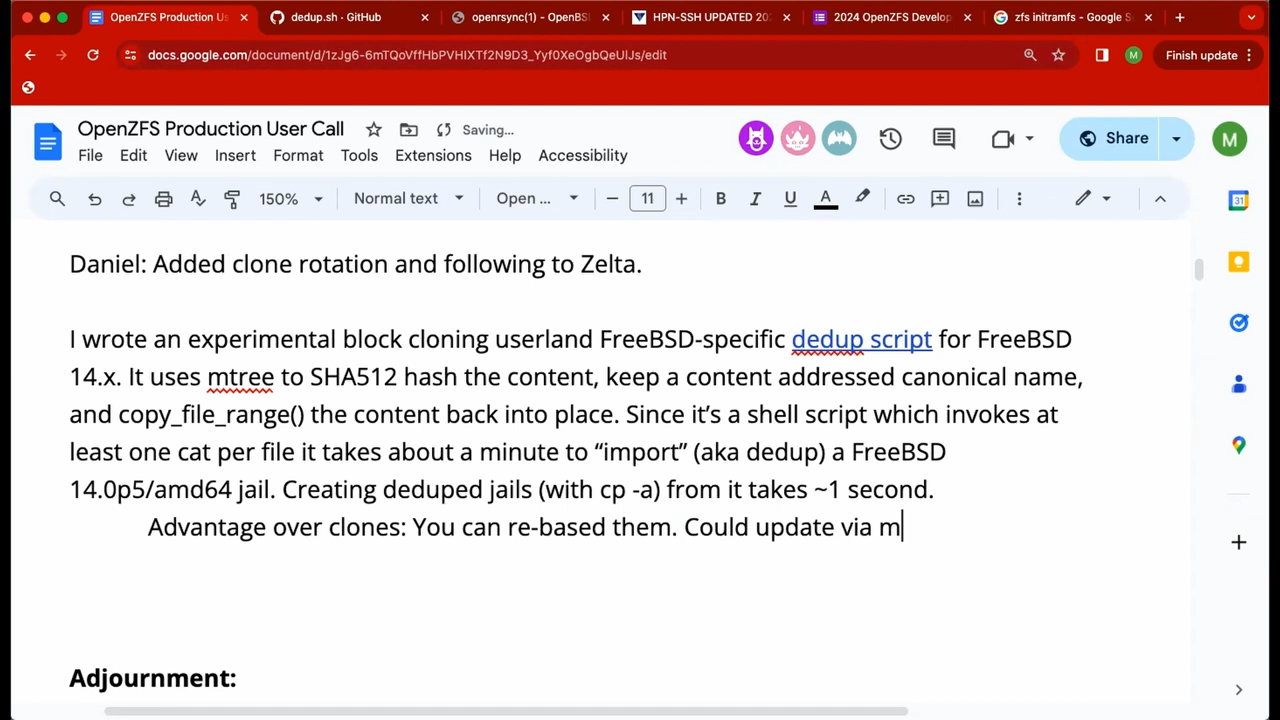 OpenZFS Production Us
dedup.sh · GitHub
openrsync(1) - OpenBS
HPN-SSH UPDATED 202
2024 OpenZFS Develop
zfs initramfs - Google S
docs.google.com/document/d/1zJg6-6mTQoVffHbPVHIXTf2N9D3_Yyf0XeOgbQeUlJs/edit
M
Finish update
OpenZFS Production User Call
Saving...
File Edit View Insert Format Tools Extensions Help Accessibility
Share
M
150%
Normal text
Open ...
11
B I U A
31
Daniel: Added clone rotation and following to Zelta.
I wrote an experimental block cloning userland FreeBSD-specific dedup script for FreeBSD
14.x. It uses mtree to SHA512 hash the content, keep a content addressed canonical name,
and copy_file_range() the content back into place. Since it’s a shell script which invokes at
least one cat per file it takes about a minute to “import” (aka dedup) a FreeBSD
14.0p5/amd64 jail. Creating deduped jails (with cp -a) from it takes ~1 second.
Advantage over clones: You can re-based them. Could update via m
Adjournment: